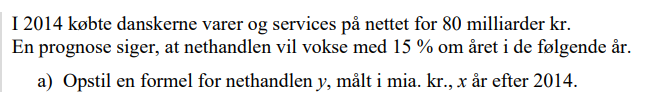 I 2014 købte danskerne varer og services på nettet for 80 milliarder kr.
En prognose siger, at nethandlen vil vokse med 15 % om året i de følgende år.
a) Opstil en formel for nethandlen y, målt i mia. kr., x år efter 2014.